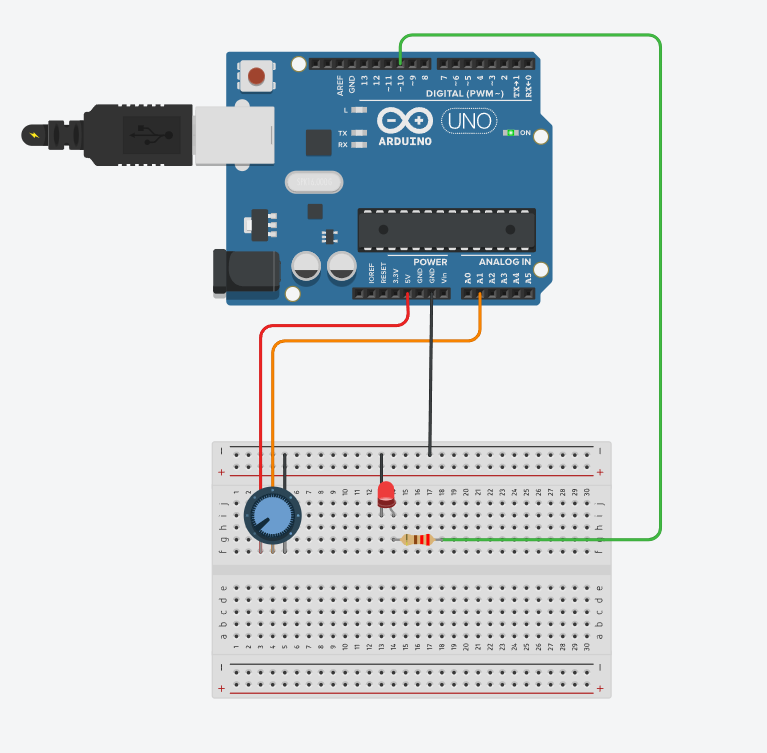 AREF
GND
13
12
~11
~10
~9
8
7
~6
~5
4
~3
2
TX→1
RX←0
DIGITAL (PWM~)
L
TX
RX
ARDUINO
UNO
ON
POWER
ANALOG IN
IOREF
RESET
3.3V
5V
GND
GND
Vin
A0
A1
A2
A3
A4
A5
− −
+ +
1 2 3 4 5 6 7 8 9 10 11 12 13 14 15 16 17 18 19 20 21 22 23 24 25 26 27 28 29 30
j j
i i
h h
g g
f f
e e
d d
c c
b b
a a
1 2 3 4 5 6 7 8 9 10 11 12 13 14 15 16 17 18 19 20 21 22 23 24 25 26 27 28 29 30
− −
+ +